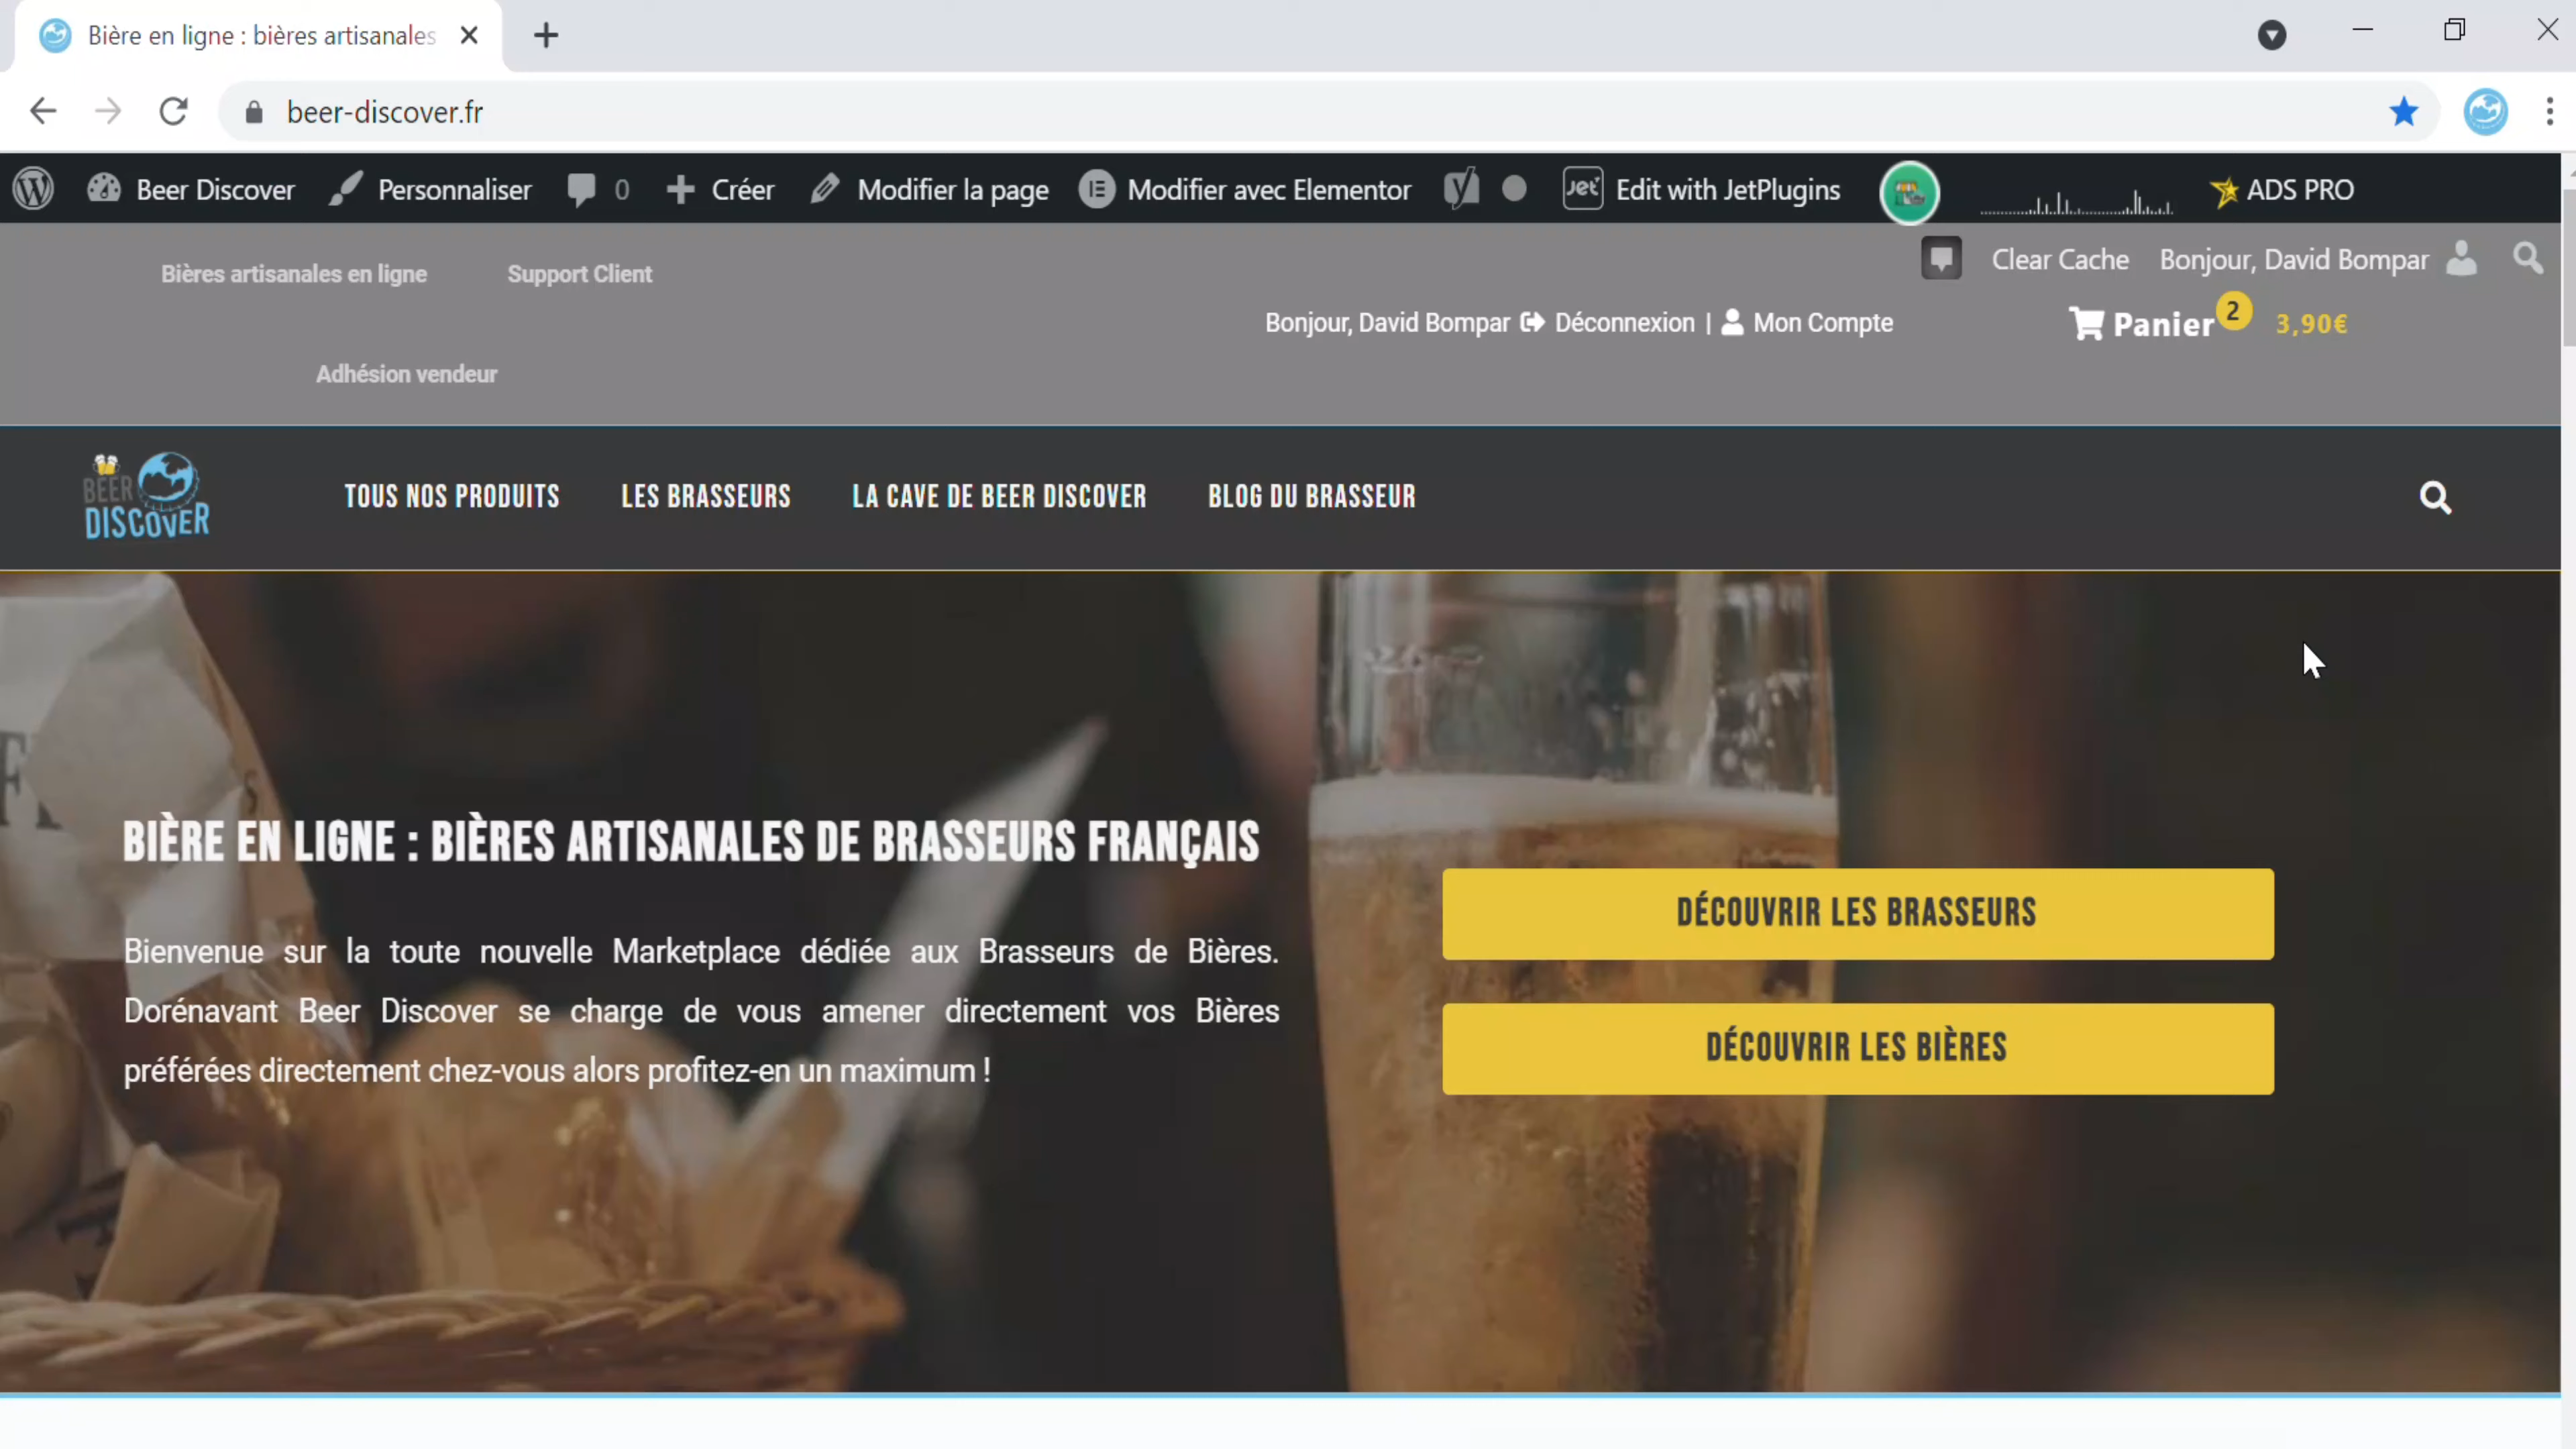 Bière en ligne : bières artisanales
beer-discover.fr
Beer Discover Personnaliser 0 Créer Modifier la page Modifier avec Elementor Edit with JetPlugins ADS PRO
Clear Cache Bonjour, David Bompar
Bières artisanales en ligne Support Client
Bonjour, David Bompar Déconnexion | Mon Compte Panier 2 3,90€
Adhésion vendeur
BEER
DISCOVER
TOUS NOS PRODUITS LES BRASSEURS LA CAVE DE BEER DISCOVER BLOG DU BRASSEUR
BIÈRE EN LIGNE : BIÈRES ARTISANALES DE BRASSEURS FRANÇAIS
Bienvenue sur la toute nouvelle Marketplace dédiée aux Brasseurs de Bières.
Dorénavant Beer Discover se charge de vous amener directement vos Bières
préférées directement chez-vous alors profitez-en un maximum !
DÉCOUVRIR LES BRASSEURS
DÉCOUVRIR LES BIÈRES